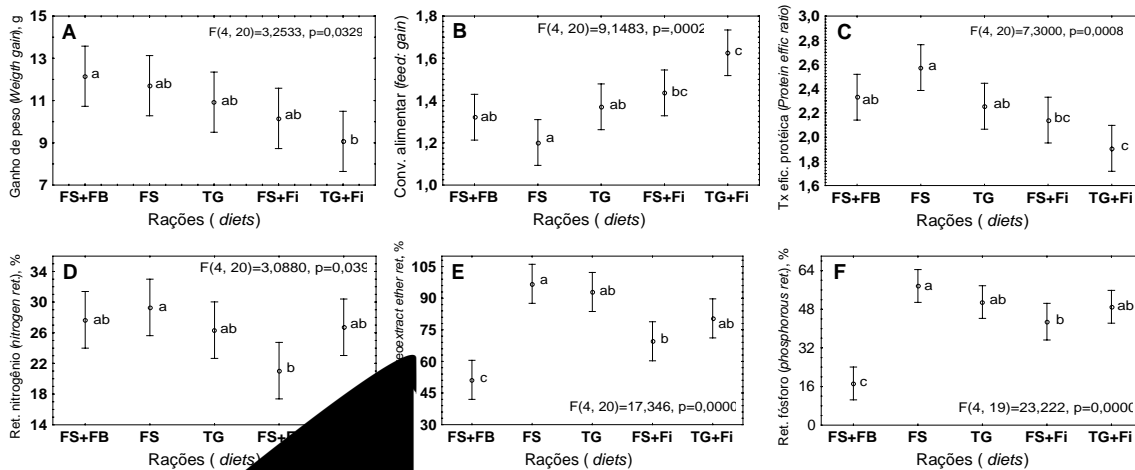 A
F(4, 20)=3,2533, p=0,0329
Ganho de peso (Weigth gain), g
15
13
11
9
7
a
ab
ab
ab
b
FS+FB FS TG FS+Fi TG+Fi
Rações ( diets)
B
F(4, 20)=9,1483, p=,0002
Conv. alimentar (feed: gain)
1,8
1,6
1,4
1,2
1,0
ab
a
ab
bc
c
FS+FB FS TG FS+Fi TG+Fi
Rações ( diets)
C
F(4, 20)=7,3000, p=0,0008
Tx efic. protéica (Protein effic ratio)
3,0
2,8
2,6
2,4
2,2
2,0
1,8
1,6
ab
a
ab
bc
c
FS+FB FS TG FS+Fi TG+Fi
Rações ( diets)
D
F(4, 20)=3,0880, p=0,039
Ret. nitrogênio (nitrogen ret.), %
34
30
26
22
18
14
ab
a
ab
b
ab
FS+FB FS TG
Rações ( diets)
E
F(4, 20)=17,346, p=0,0000
extract ether ret, %
105
90
75
60
45
30
c
a
ab
b
ab
FS+FB FS TG FS+Fi TG+Fi
Rações ( diets)
F
F(4, 19)=23,222, p=0,0000
Ret. fósforo (phosphorous ret.), %
64
48
32
16
0
c
a
ab
b
ab
FS+FB FS TG FS+Fi TG+Fi
Rações ( diets)